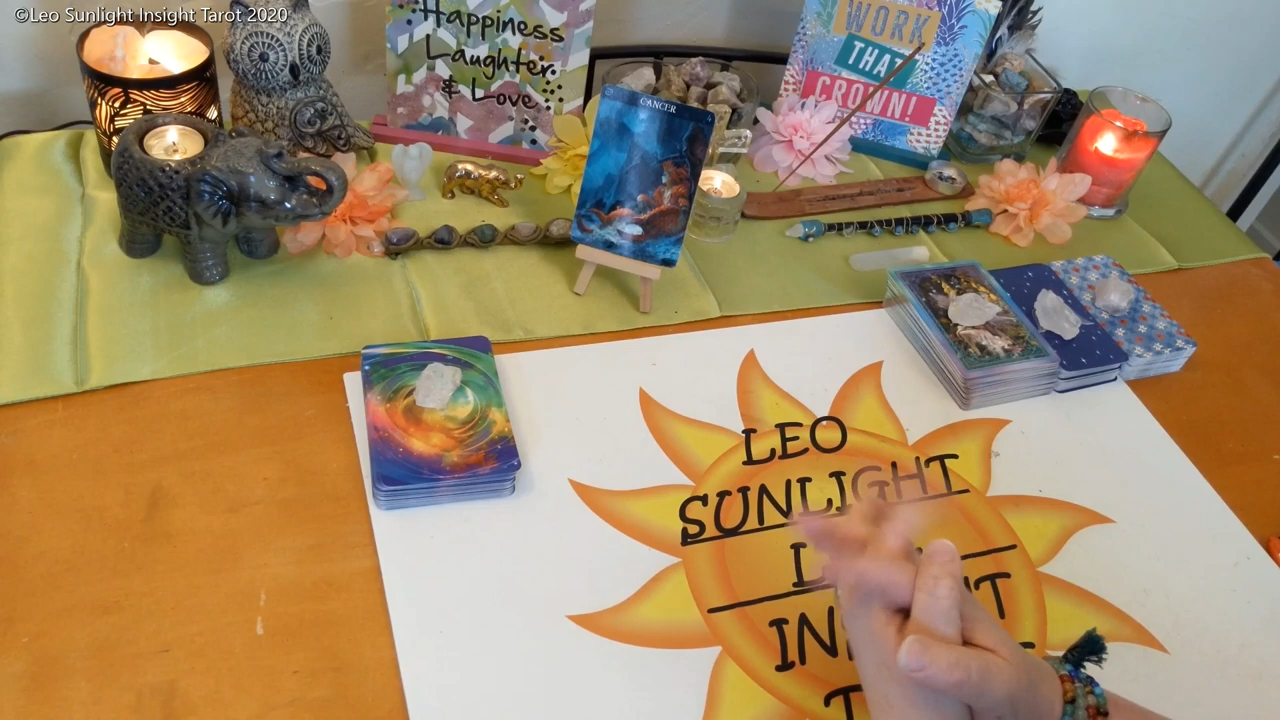 ©Leo Sunlight Insight Tarot 2020
Happiness
Laughter
& Love
WORK
THAT
CROWN!
CANCER
LEO
SUNLIGHT